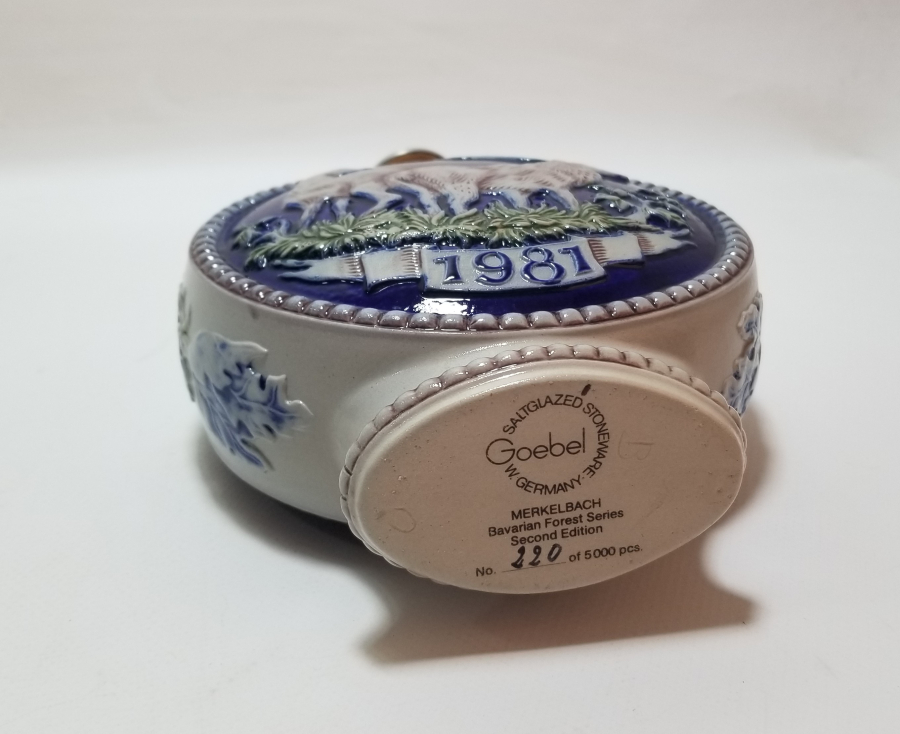 1981
SALTGLAZED STONEWARE
Goebel
W. GERMANY
MERKELBACH
Bavarian Forest Series
Second Edition
No. 220 of 5000 pcs.